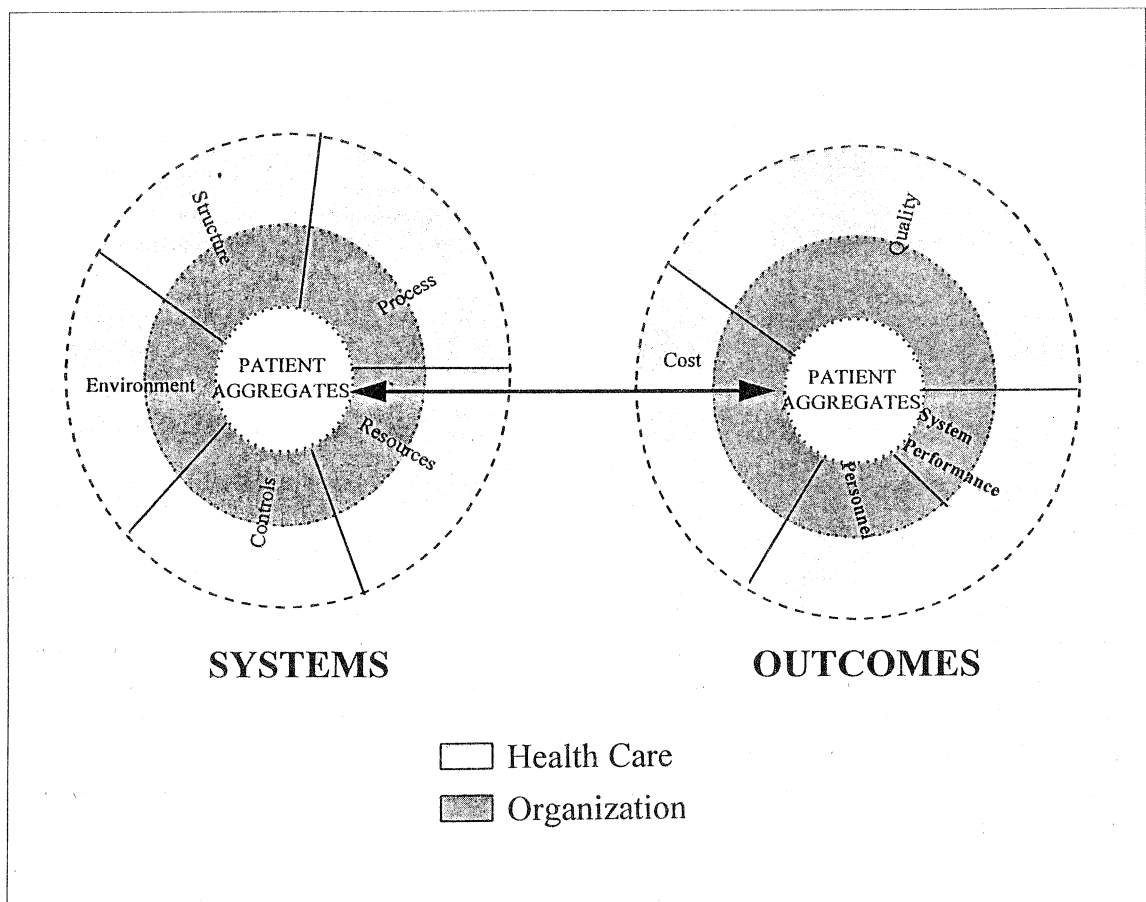 Structure
Process
Environment
PATIENT
AGGREGATES
Resources
Controls
Quality
Cost
PATIENT
AGGREGATES
System
Performance
Personnel
SYSTEMS
OUTCOMES
Health Care
Organization